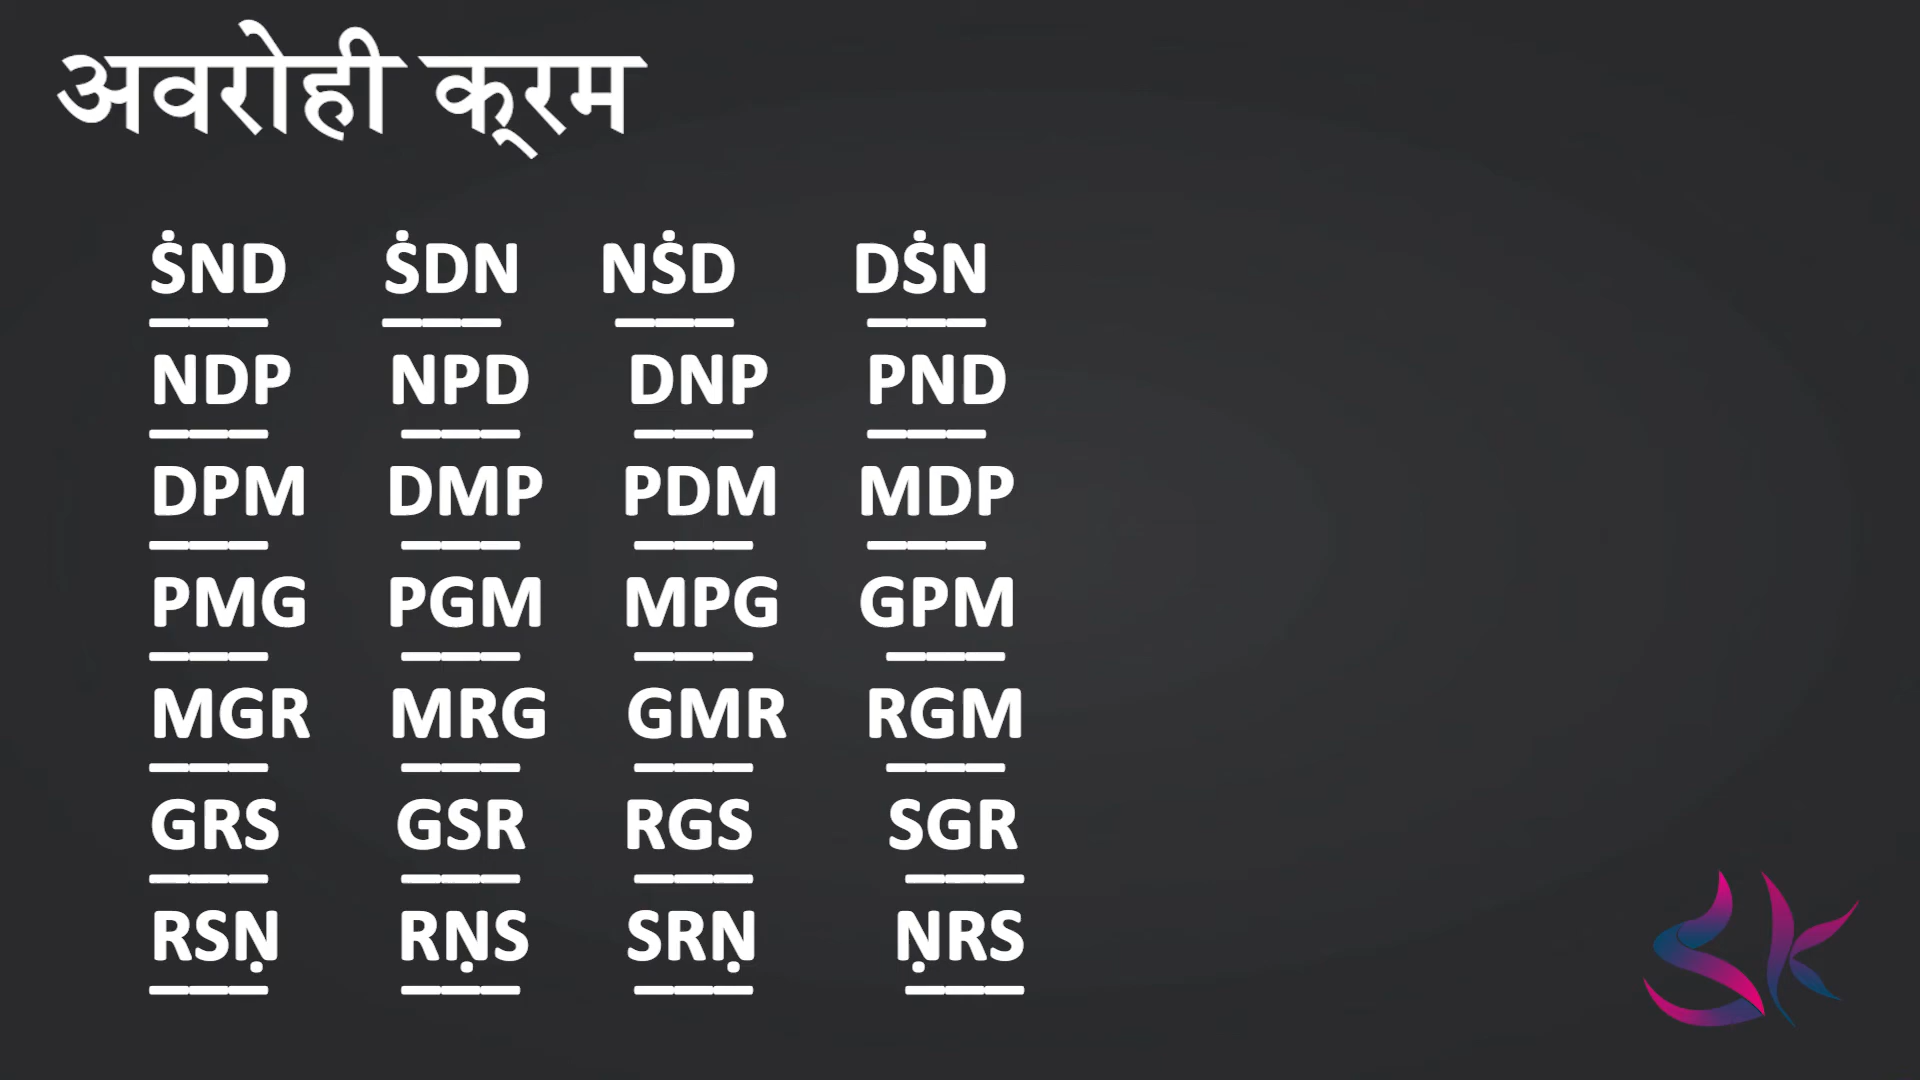 अवरोही क्रम
ṠND ṠDN NṠD DṠN
NDP NPD DNP PND
DPM DMP PDM MDP
PMG PGM MPG GPM
MGR MRG GMR RGM
GRS GSR RGS SGR
RSṆ RṆS SRṆ ṆRS
SK